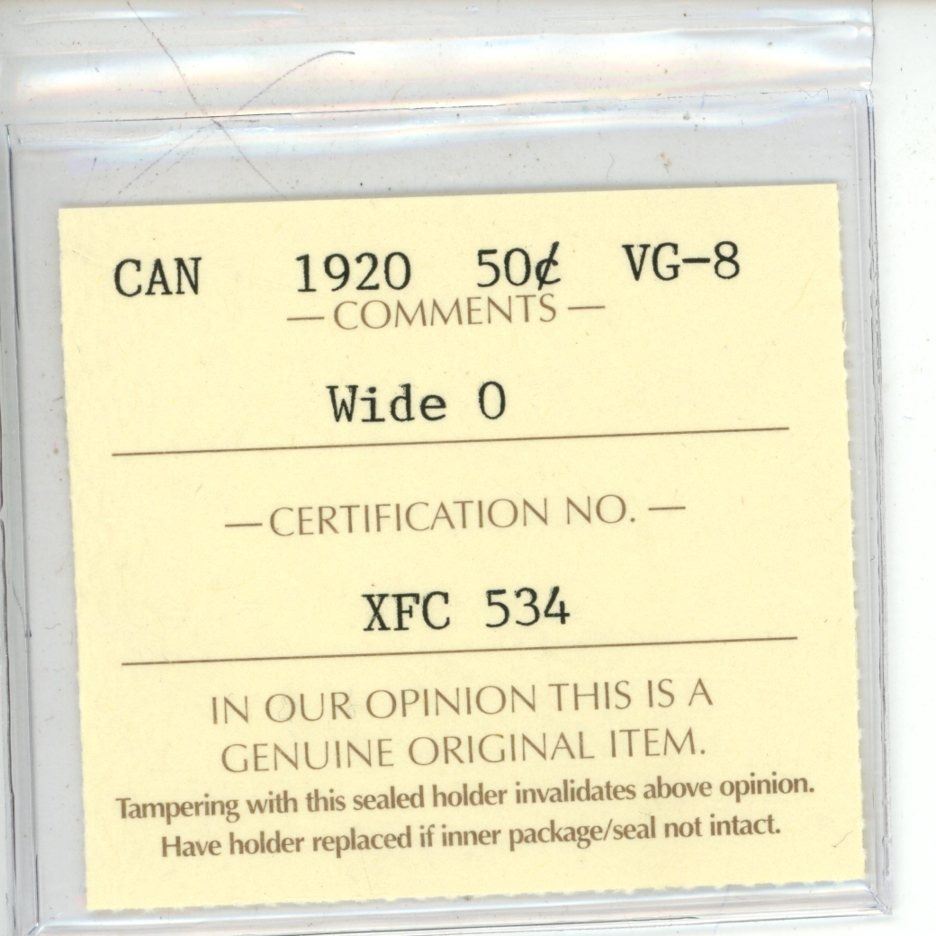 CAN 1920 50¢ VG-8
— COMMENTS —
Wide 0
— CERTIFICATION NO. —
XFC 534
IN OUR OPINION THIS IS A
GENUINE ORIGINAL ITEM.
Tampering with this sealed holder invalidates above opinion.
Have holder replaced if inner package/seal not intact.